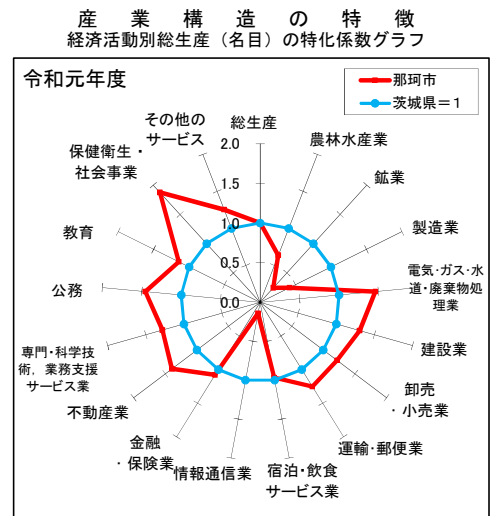 産業構造の特徴
経済活動別総生産（名目）の特化係数グラフ
令和元年度
那珂市
茨城県＝１
総生産
農林水産業
鉱業
製造業
電気・ガス・水
道・廃棄物処
理業
建設業
卸売
・小売業
運輸・郵便業
宿泊・飲食
サービス業
情報通信業
金融
・保険業
不動産業
専門・科学技
術，業務支援
サービス業
公務
教育
保健衛生・
社会事業
その他の
サービス
2.0
1.5
1.0
0.5
0.0